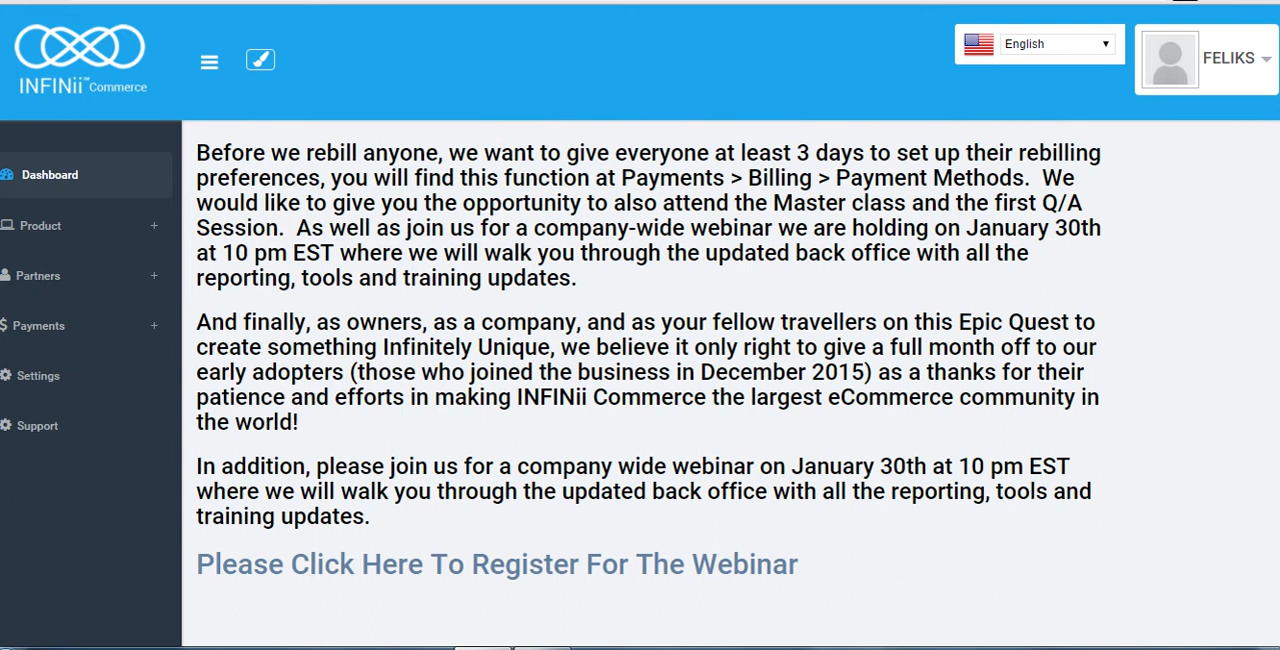 INFINii™Commerce
English
FELIKS
Dashboard
Product +
Partners +
$ Payments +
Settings
Support
Before we rebill anyone, we want to give everyone at least 3 days to set up their rebilling
preferences, you will find this function at Payments > Billing > Payment Methods.  We
would like to give you the opportunity to also attend the Master class and the first Q/A
Session.  As well as join us for a company-wide webinar we are holding on January 30th
at 10 pm EST where we will walk you through the updated back office with all the
reporting, tools and training updates.
And finally, as owners, as a company, and as your fellow travellers on this Epic Quest to
create something Infinitely Unique, we believe it only right to give a full month off to our
early adopters (those who joined the business in December 2015) as a thanks for their
patience and efforts in making INFINii Commerce the largest eCommerce community in
the world!
In addition, please join us for a company wide webinar on January 30th at 10 pm EST
where we will walk you through the updated back office with all the reporting, tools and
training updates.
Please Click Here To Register For The Webinar